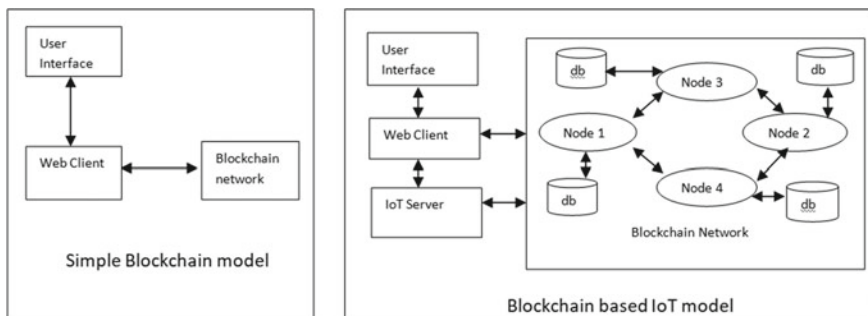 User
Interface
Web Client
Blockchain
network
Simple Blockchain model
User
Interface
Web Client
IoT Server
db
Node 3
db
Node 1
Node 2
db
Node 4
db
Blockchain Network
Blockchain based IoT model